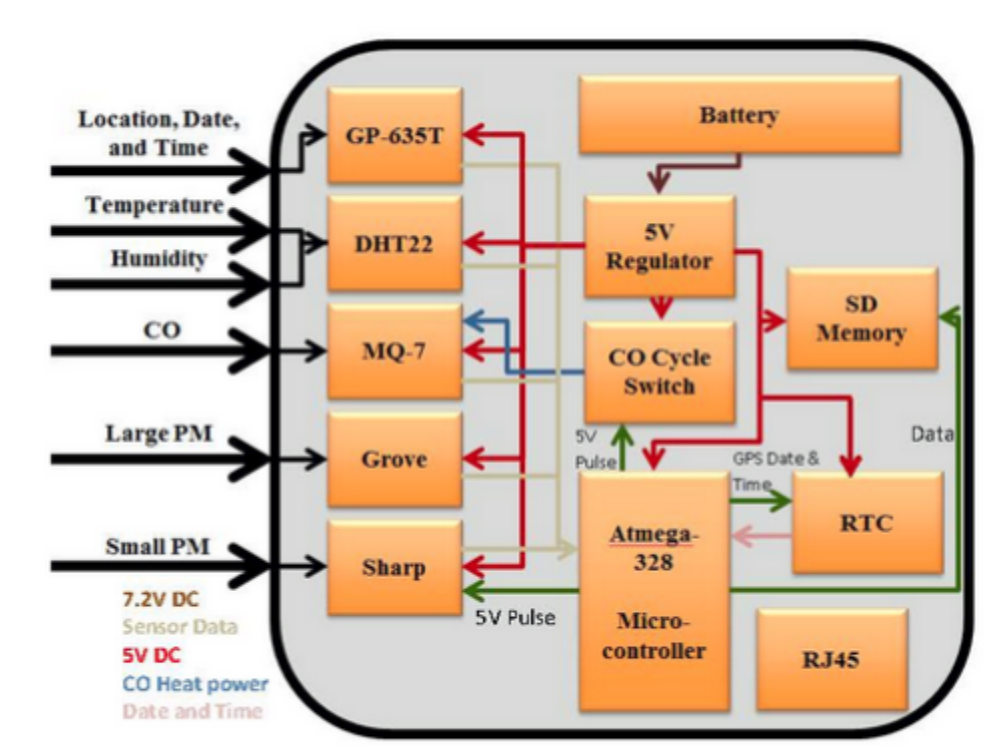 Location, Date,
and Time
Temperature
Humidity
CO
Large PM
Small PM
7.2V DC
Sensor Data
5V DC
CO Heat power
Date and Time
GP-635T
DHT22
MQ-7
Grove
Sharp
5V Pulse
Battery
5V
Regulator
CO Cycle
Switch
5V
Pulse
SD
Memory
Data
GPS Date &
Time
RTC
Atmega-
328
Micro-
controller
RJ45